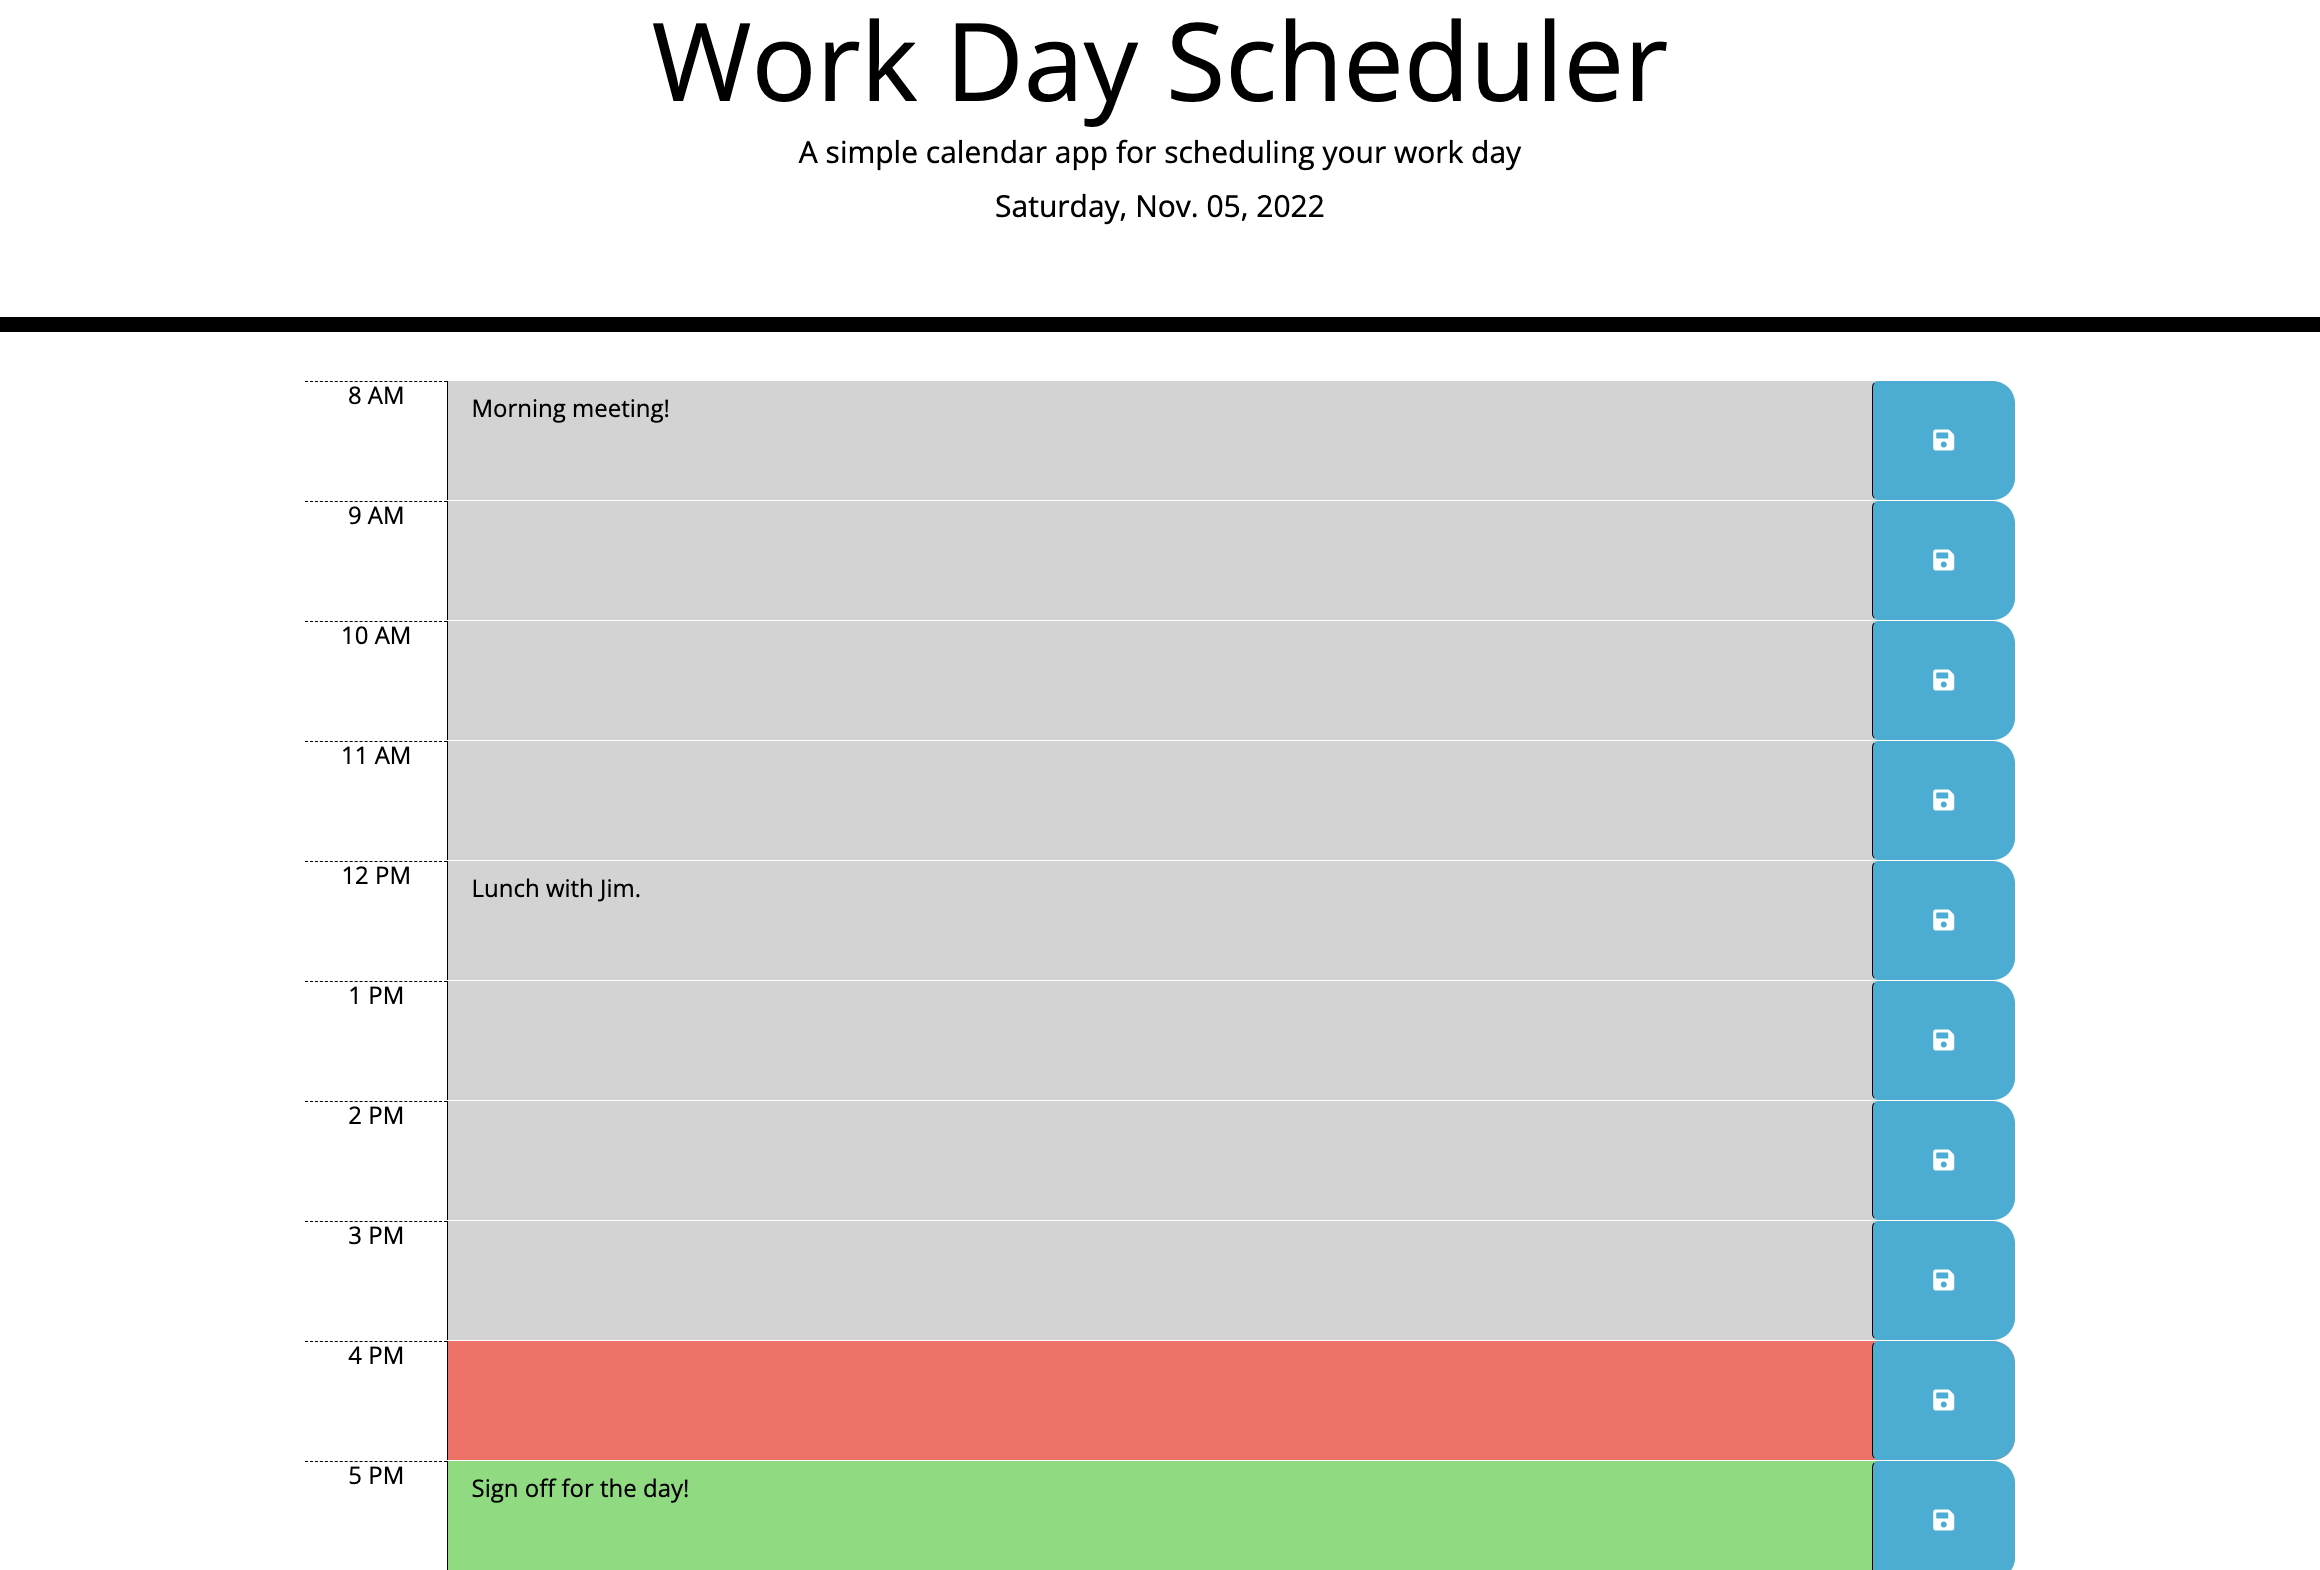 Work Day Scheduler
A simple calendar app for scheduling your work day
Saturday, Nov. 05, 2022
8 AM
Morning meeting!
9 AM
10 AM
11 AM
12 PM
Lunch with Jim.
1 PM
2 PM
3 PM
4 PM
5 PM
Sign off for the day!